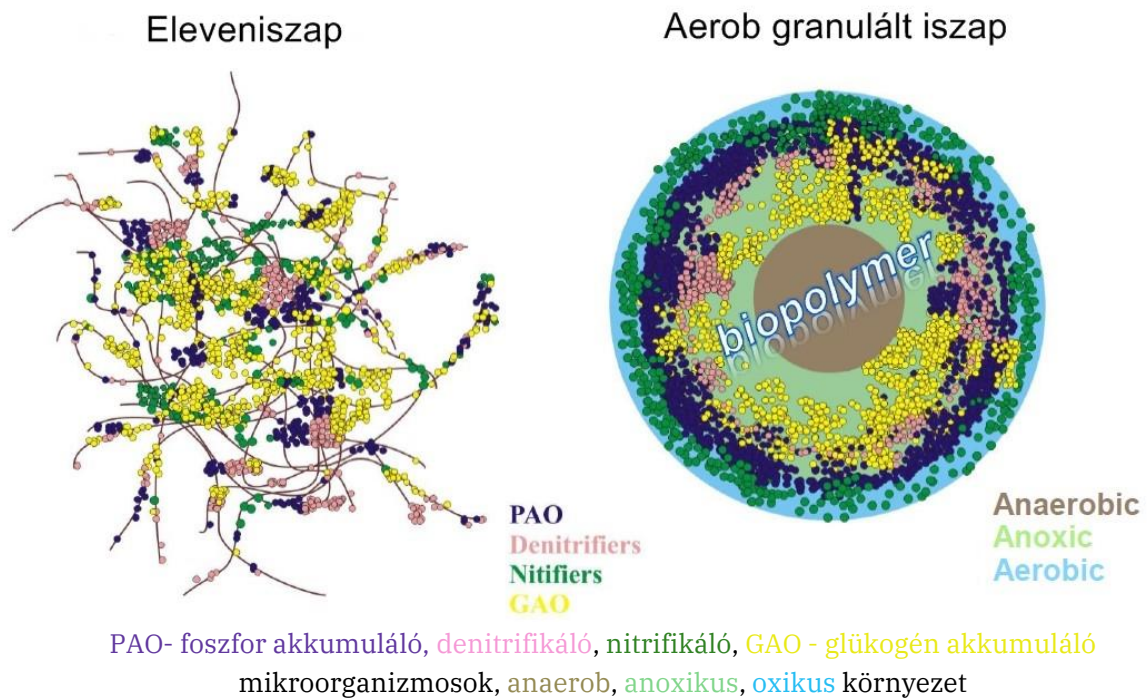 Eleveniszap
Aerob granulált iszap
biopolymer
PAO
Denitrifiers
Nitifiers
GAO
Anaerobic
Anoxic
Aerobic
PAO- foszfor akkumuláló, denitrifikáló, nitrifikáló, GAO - glükogén akkumuláló
mikroorganizmosok, anaerob, anoxikus, oxikus környezet